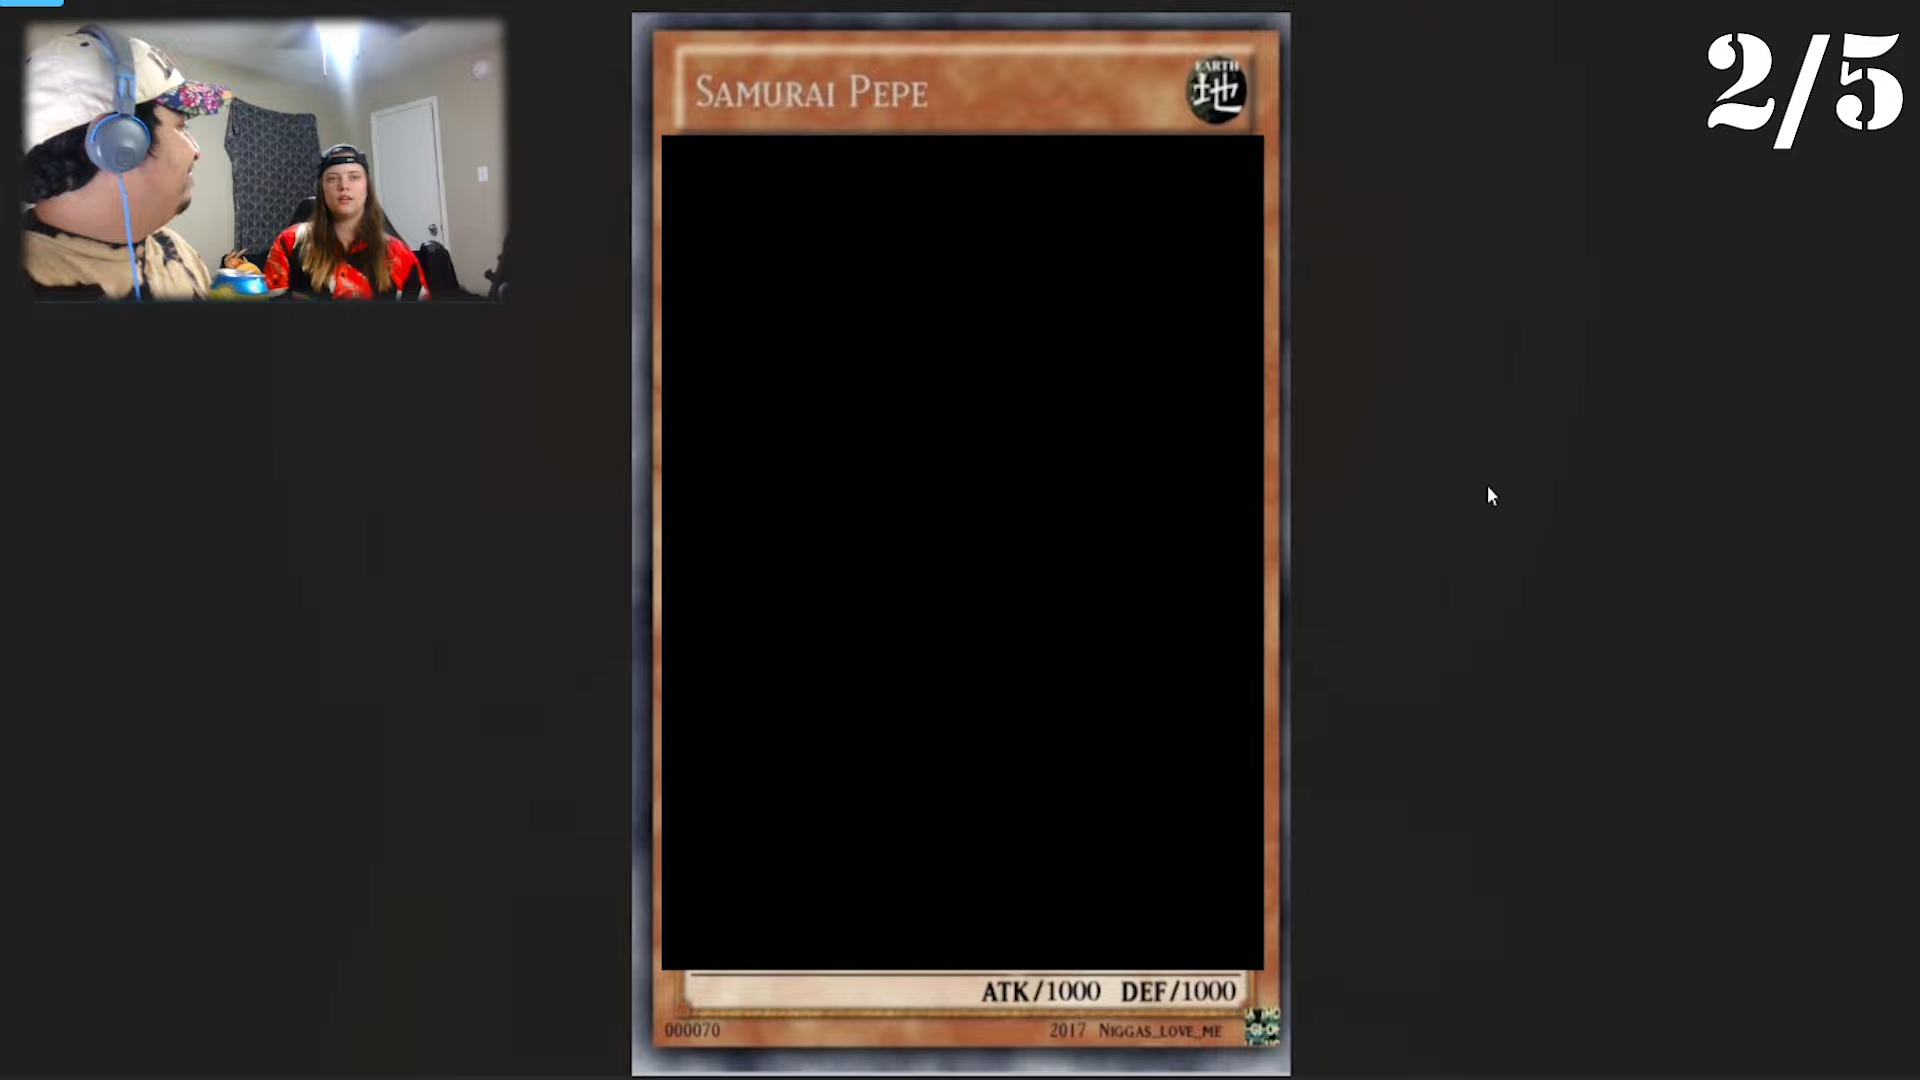 2/5
SAMURAI PEPE
EARTH
地
ATK/1000 DEF/1000
000070
2017 NIGGAS_LOVE_ME